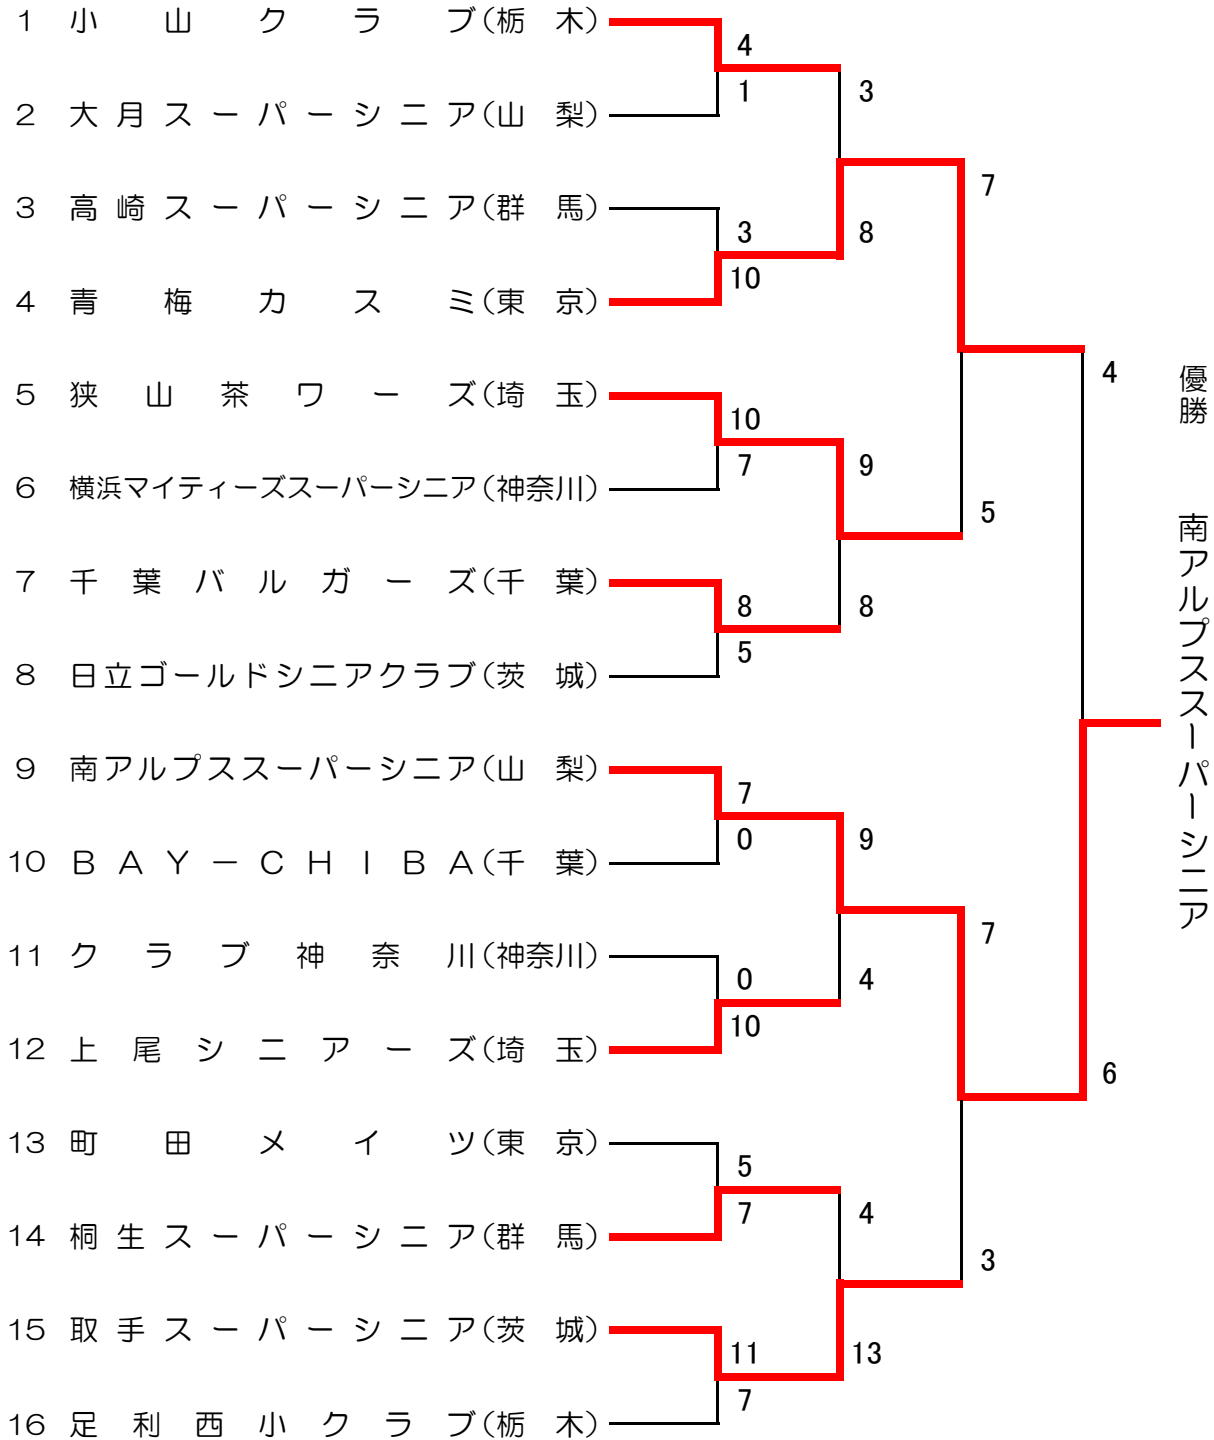 1 小山クラブ(栃木)
4
1
3
2 大月スーパーシニア(山梨)
7
3 高崎スーパーシニア(群馬)
3
8
10
4 青梅カスミ(東京)
4
5 狭山茶ワーズ(埼玉)
10
7
9
6 横浜マイティーズスーパーシニア(神奈川)
5
7 千葉バルガーズ(千葉)
8
8
5
8 日立ゴールドシニアクラブ(茨城)
優勝 南アルプススーパーシニア
9 南アルプススーパーシニア(山梨)
7
0
9
10 BAY-CHIBA(千葉)
7
11 クラブ神奈川(神奈川)
0
4
10
12 上尾シニアーズ(埼玉)
6
13 町田メイツ(東京)
5
7
4
14 桐生スーパーシニア(群馬)
3
15 取手スーパーシニア(茨城)
11
13
7
16 足利西小クラブ(栃木)